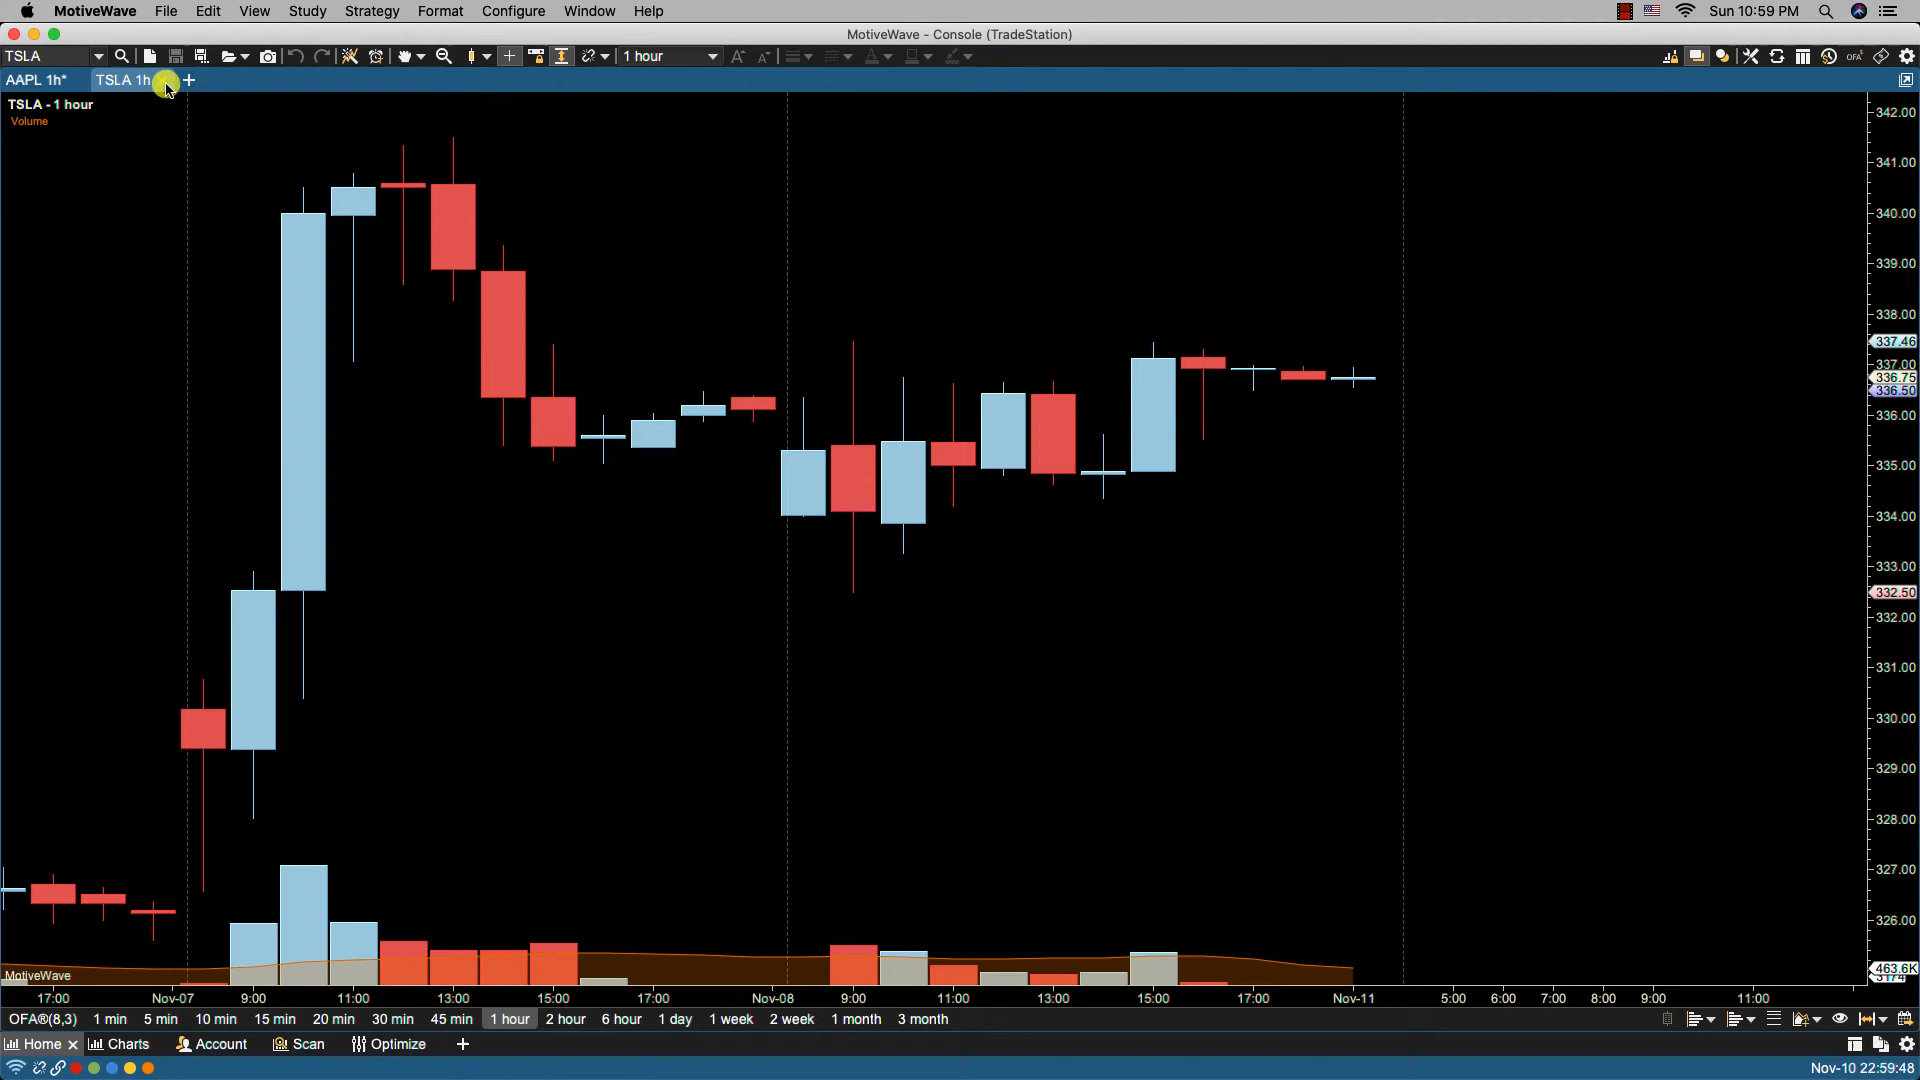 MotiveWave File Edit View Study Strategy Format Configure Window Help Sun 10:59 PM
MotiveWave - Console (TradeStation)
TSLA 1 hour
AAPL 1h* TSLA 1h
TSLA - 1 hour
Volume
342.00
341.00
340.00
339.00
338.00
337.46
337.00
336.75
336.50
336.00
335.00
334.00
333.00
332.50
332.00
331.00
330.00
329.00
328.00
327.00
326.00
463.6K
MotiveWave
17:00 Nov-07 9:00 11:00 13:00 15:00 17:00 Nov-08 9:00 11:00 13:00 15:00 17:00 Nov-11 5:00 6:00 7:00 8:00 9:00 11:00
OFA®(8,3) 1 min 5 min 10 min 15 min 20 min 30 min 45 min 1 hour 2 hour 6 hour 1 day 1 week 2 week 1 month 3 month
Home Charts Account Scan Optimize
Nov-10 22:59:48